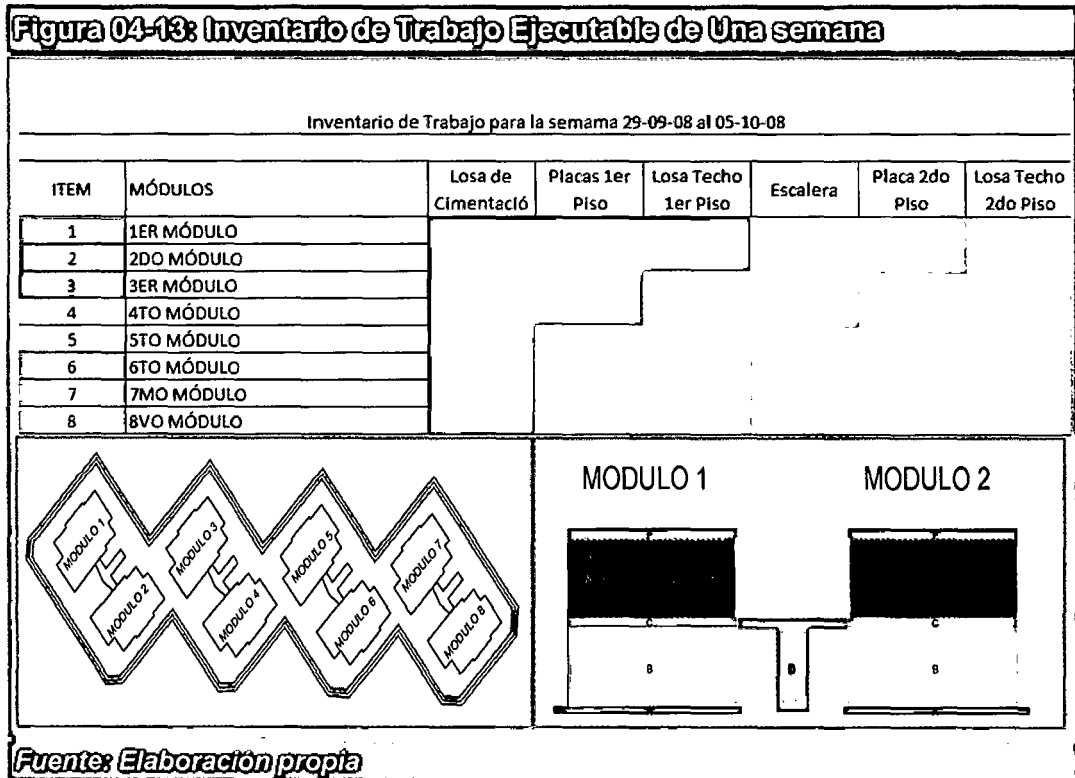 Figura 04-13: Inventario de Trabajo Ejecutable de Una semana
Inventario de Trabajo para la semama 29-09-08 al 05-10-08
ITEM MÓDULOS Losa de Cimentació Placas 1er Piso Losa Techo 1er Piso Escalera Placa 2do Piso Losa Techo 2do Piso
1 1ER MÓDULO
2 2DO MÓDULO
3 3ER MÓDULO
4 4TO MÓDULO
5 5TO MÓDULO
6 6TO MÓDULO
7 7MO MÓDULO
8 8VO MÓDULO
MODULO 1
MODULO 2
MODULO 3
MODULO 4
MODULO 5
MODULO 6
MODULO 7
MODULO 8
MODULO 1 MODULO 2
C C
B D B
Fuente: Elaboración propia